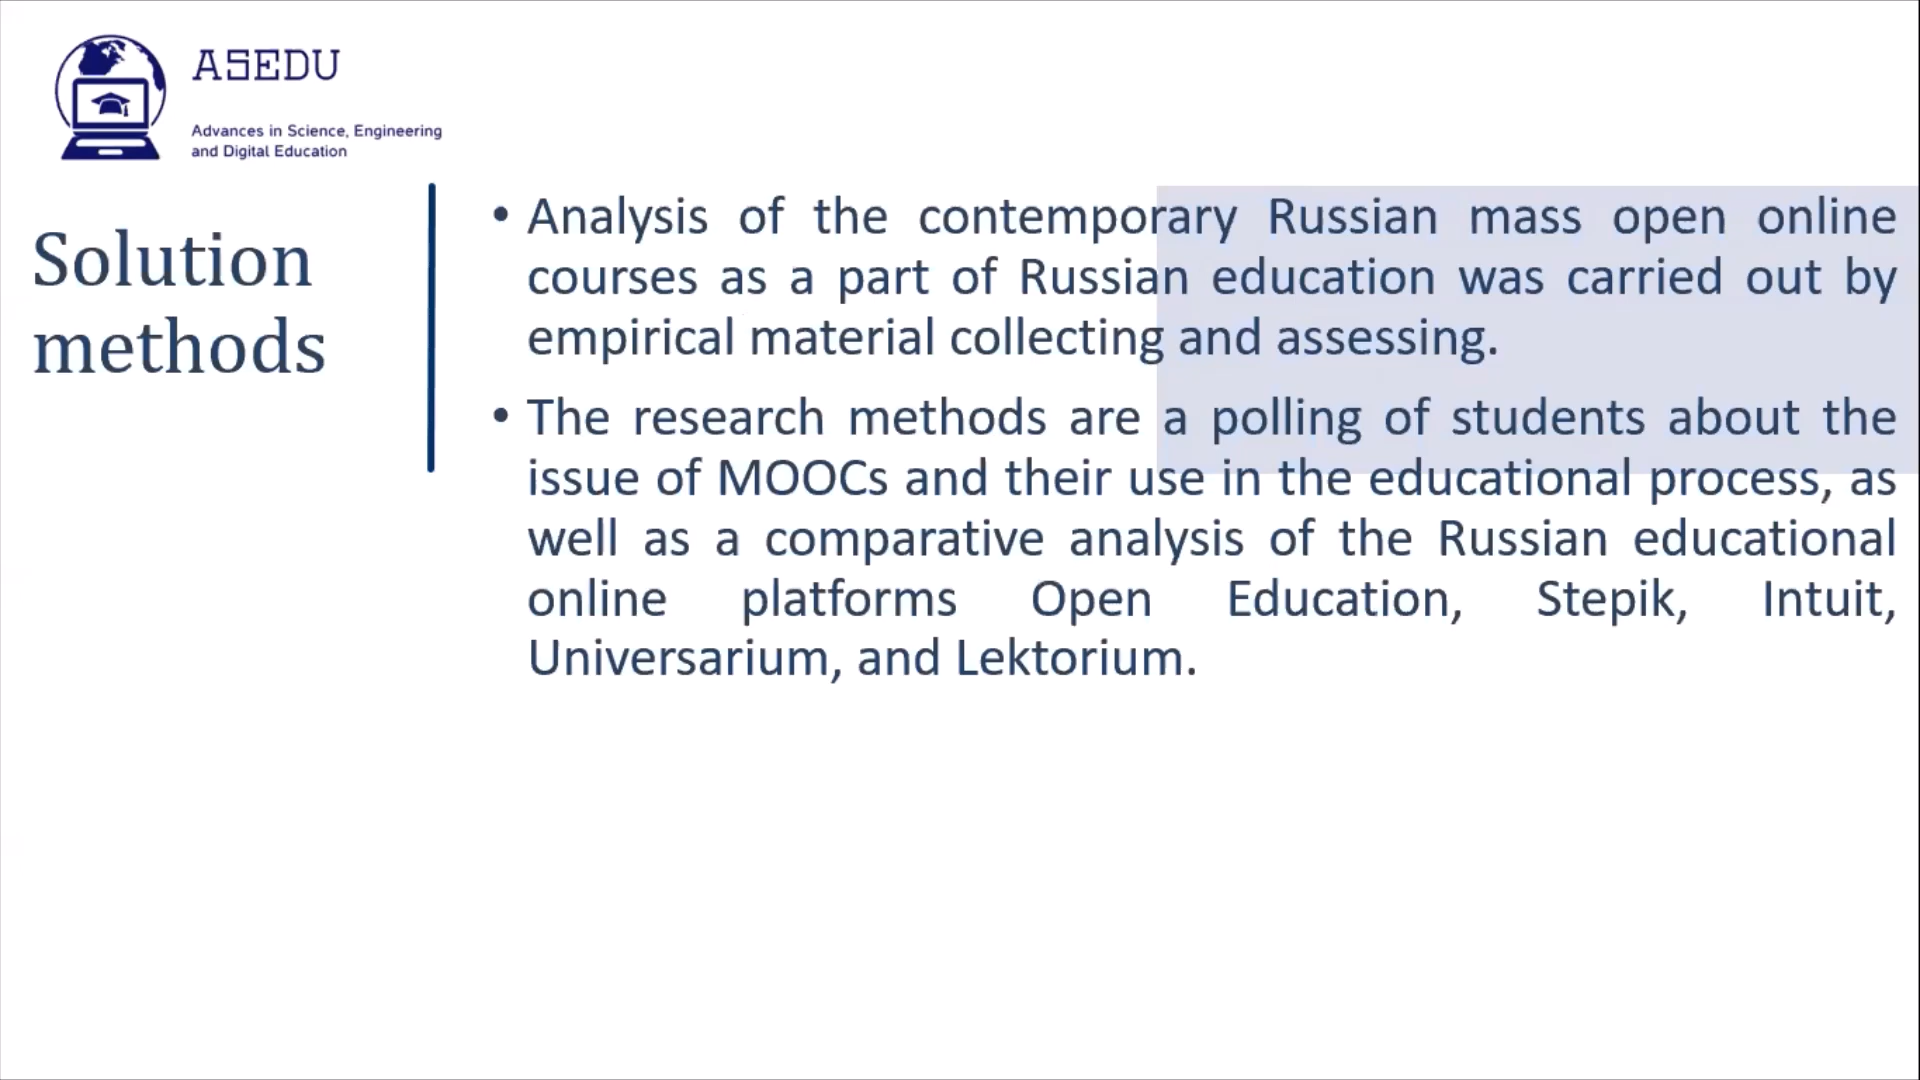 ASEDU
Advances in Science, Engineering
and Digital Education
Solution
methods
• Analysis of the contemporary Russian mass open online
courses as a part of Russian education was carried out by
empirical material collecting and assessing.
• The research methods are a polling of students about the
issue of MOOCs and their use in the educational process, as
well as a comparative analysis of the Russian educational
online platforms Open Education, Stepik, Intuit,
Universarium, and Lektorium.